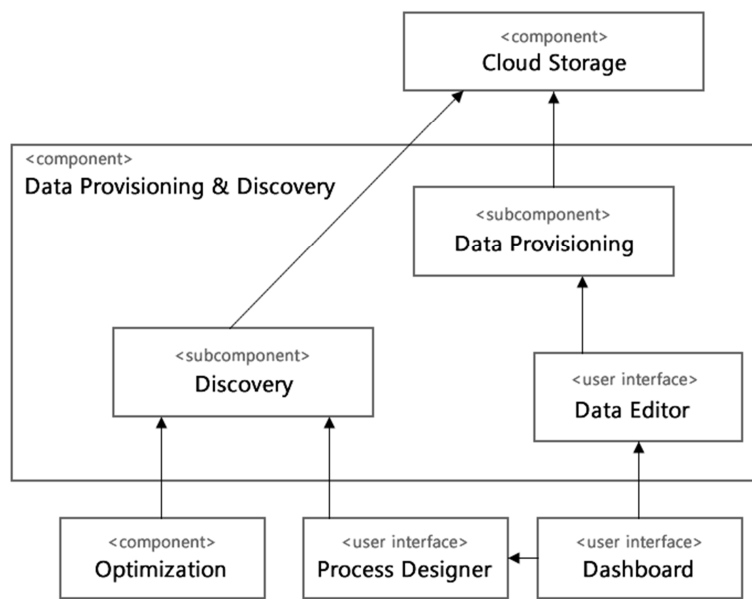 <component>
Cloud Storage
<component>
Data Provisioning & Discovery
<subcomponent>
Data Provisioning
<subcomponent>
Discovery
<user interface>
Data Editor
<component>
Optimization
<user interface>
Process Designer
<user interface>
Dashboard